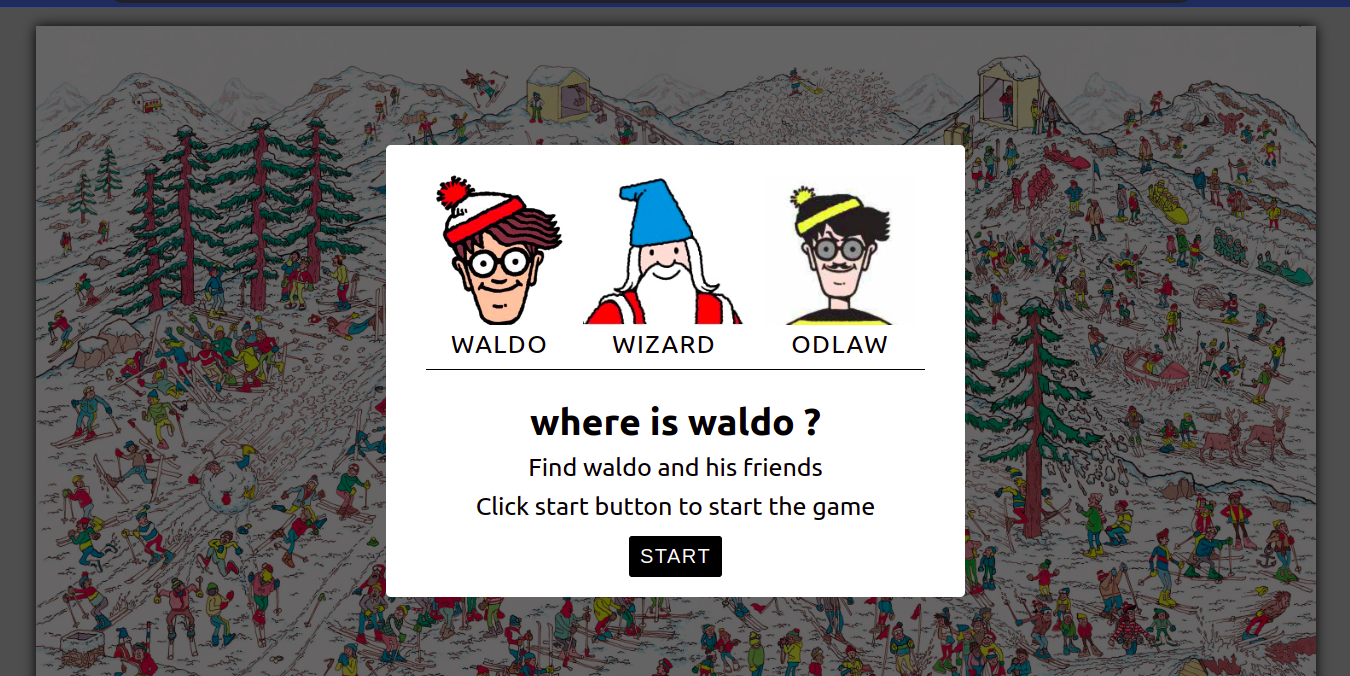 WALDO WIZARD ODLAW
where is waldo ?
Find waldo and his friends
Click start button to start the game
START